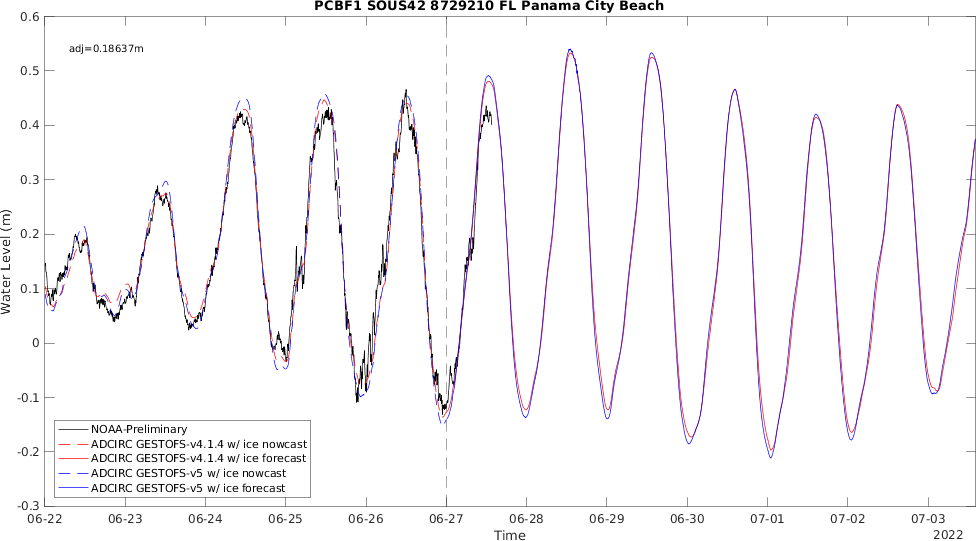 PCBF1 SOUS42 8729210 FL Panama City Beach
adj=0.18637m
0.6
0.5
0.4
0.3
0.2
0.1
0
-0.1
-0.2
-0.3
Water Level (m)
NOAA-Preliminary
ADCIRC GESTOFS-v4.1.4 w/ ice nowcast
ADCIRC GESTOFS-v4.1.4 w/ ice forecast
ADCIRC GESTOFS-v5 w/ ice nowcast
ADCIRC GESTOFS-v5 w/ ice forecast
06-22 06-23 06-24 06-25 06-26 06-27 06-28 06-29 06-30 07-01 07-02 07-03
Time
2022